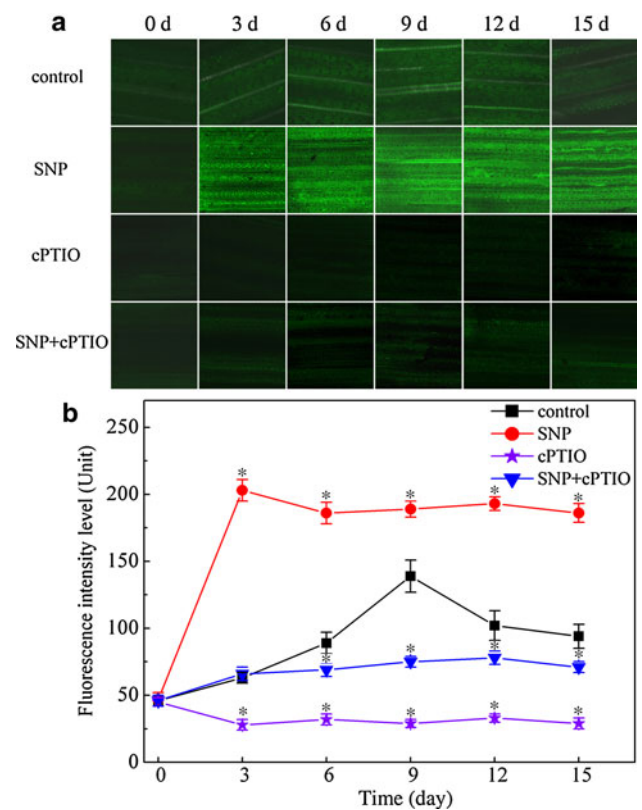 a 0 d 3 d 6 d 9 d 12 d 15 d
control
SNP
cPTIO
SNP+cPTIO
b
Fluorescence intensity level (Unit)
250
200
150
100
50
0
control
SNP
cPTIO
SNP+cPTIO
* * * * *
* * * *
* * * * *
0 3 6 9 12 15
Time (day)